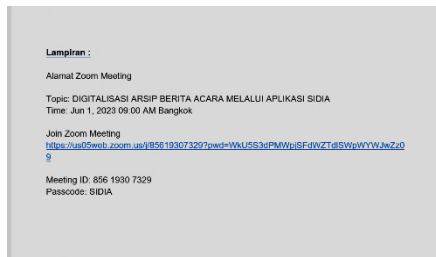 Lampiran :
Alamat Zoom Meeting
Topic: DIGITALISASI ARSIP BERITA ACARA MELALUI APLIKASI SIDIA
Time: Jun 1, 2023 09:00 AM Bangkok
Join Zoom Meeting
https://us05web.zoom.us/j/85619307329?pwd=WkU5S3dPMWpjSFdWZTdlSWpWYWJwZz0
9
Meeting ID: 856 1930 7329
Passcode: SIDIA